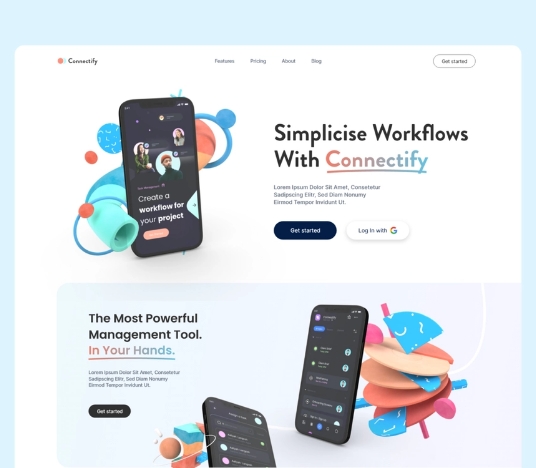 Connectify
Features Pricing About Blog
Get started
Simplicise Workflows
With Connectify
Lorem Ipsum Dolor Sit Amet, Consetetur
Sadipscing Elitr, Sed Diam Nonumy
Eirmod Tempor Invidunt Ut.
Get started
Log In with
Create a
workflow for
your project
The Most Powerful
Management Tool.
In Your Hands.
Lorem Ipsum Dolor Sit Amet, Consetetur
Sadipscing Elitr, Sed Diam Nonumy
Eirmod Tempor Invidunt Ut.
Get started